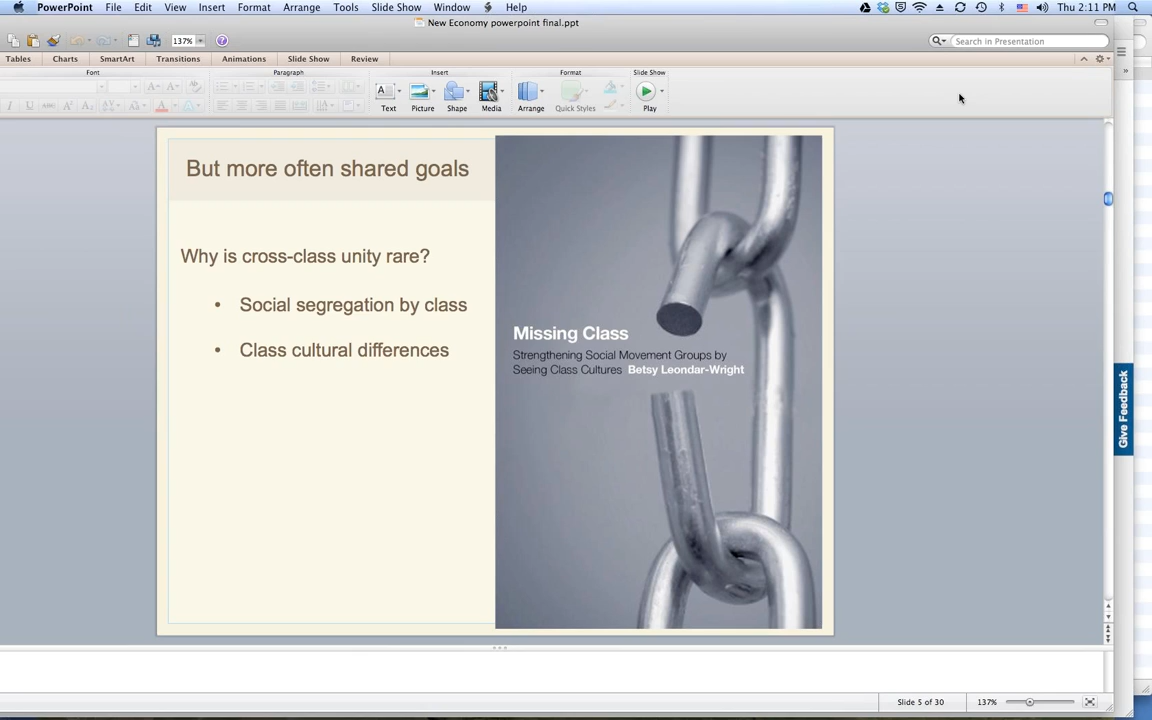 PowerPoint File Edit View Insert Format Arrange Tools Slide Show Window Help Thu 2:11 PM
New Economy powerpoint final.ppt
137% Search in Presentation
Tables Charts SmartArt Transitions Animations Slide Show Review
Font Paragraph Insert Format Slide Show
Text Picture Shape Media Arrange Quick Styles Play
But more often shared goals
Why is cross-class unity rare?
• Social segregation by class
• Class cultural differences
Missing Class
Strengthening Social Movement Groups by
Seeing Class Cultures Betsy Leondar-Wright
Give Feedback
Slide 5 of 30 137%